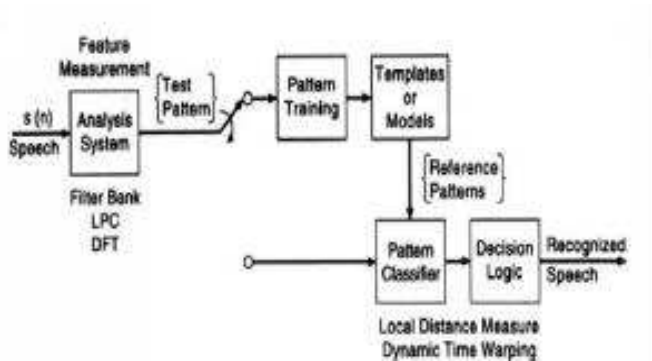 Feature
Measurement
s (n)
Speech
Analysis
System
Filter Bank
LPC
DFT
Test
Pattern
Pattern
Training
Templates
or
Models
Reference
Patterns
Pattern
Classifier
Decision
Logic
Recognized
Speech
Local Distance Measure
Dynamic Time Warping